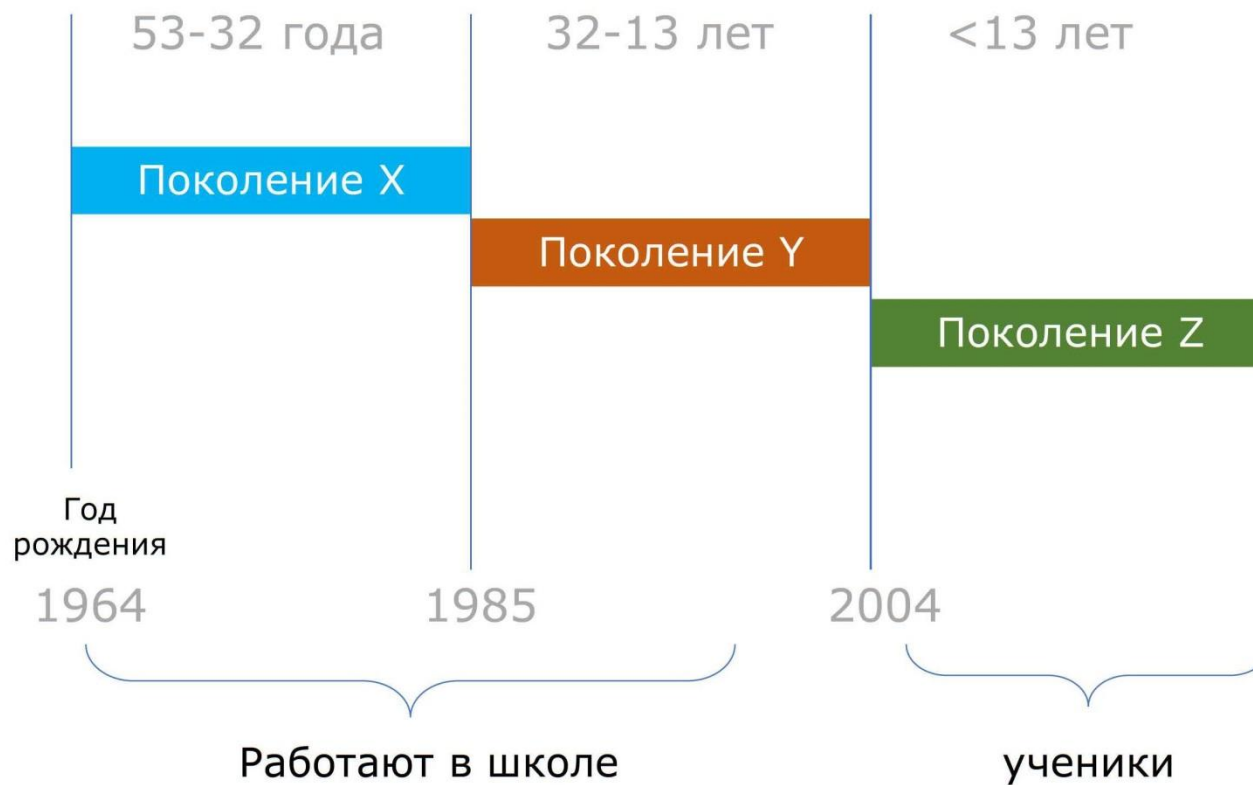 53-32 года
32-13 лет
<13 лет
Поколение X
Поколение Y
Поколение Z
Год
рождения
1964
1985
2004
Работают в школе
ученики